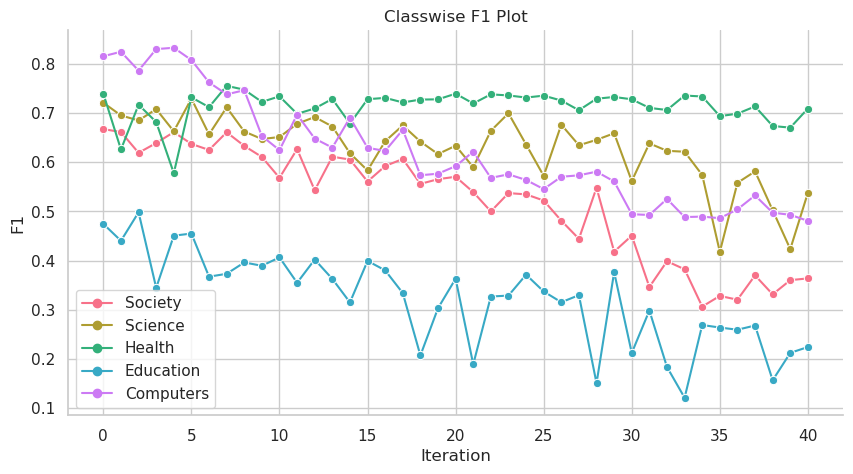 Classwise F1 Plot
F1
0.8
0.7
0.6
0.5
0.4
0.3
0.2
0.1
Society
Science
Health
Education
Computers
0 5 10 15 20 25 30 35 40
Iteration